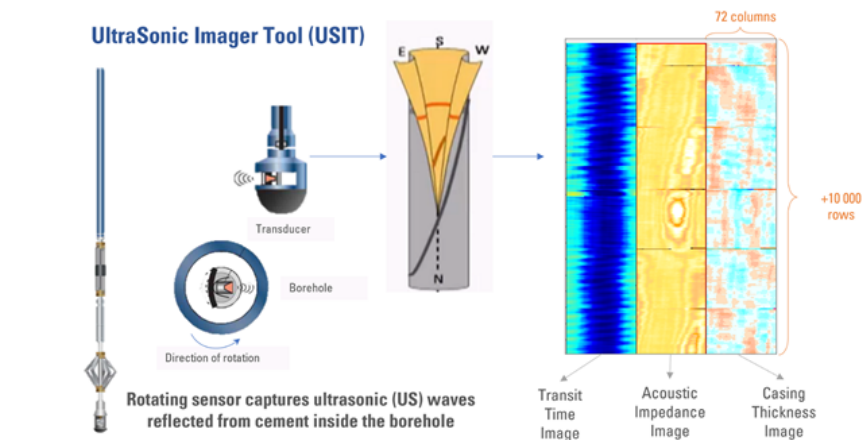 UltraSonic Imager Tool (USIT)
72 columns
E
S
W
N
+10 000
rows
Transducer
Borehole
Direction of rotation
Rotating sensor captures ultrasonic (US) waves
reflected from cement inside the borehole
Transit
Time
Image
Acoustic
Impedance
Image
Casing
Thickness
Image